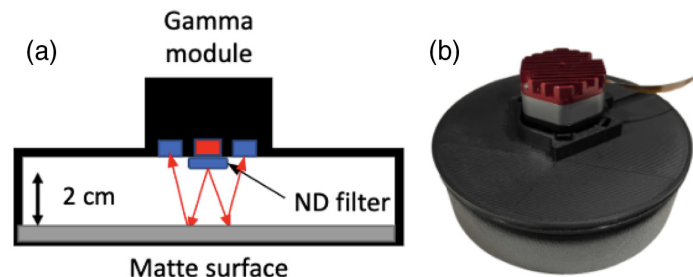 (a)
Gamma
module
(b)
2 cm
ND filter
Matte surface